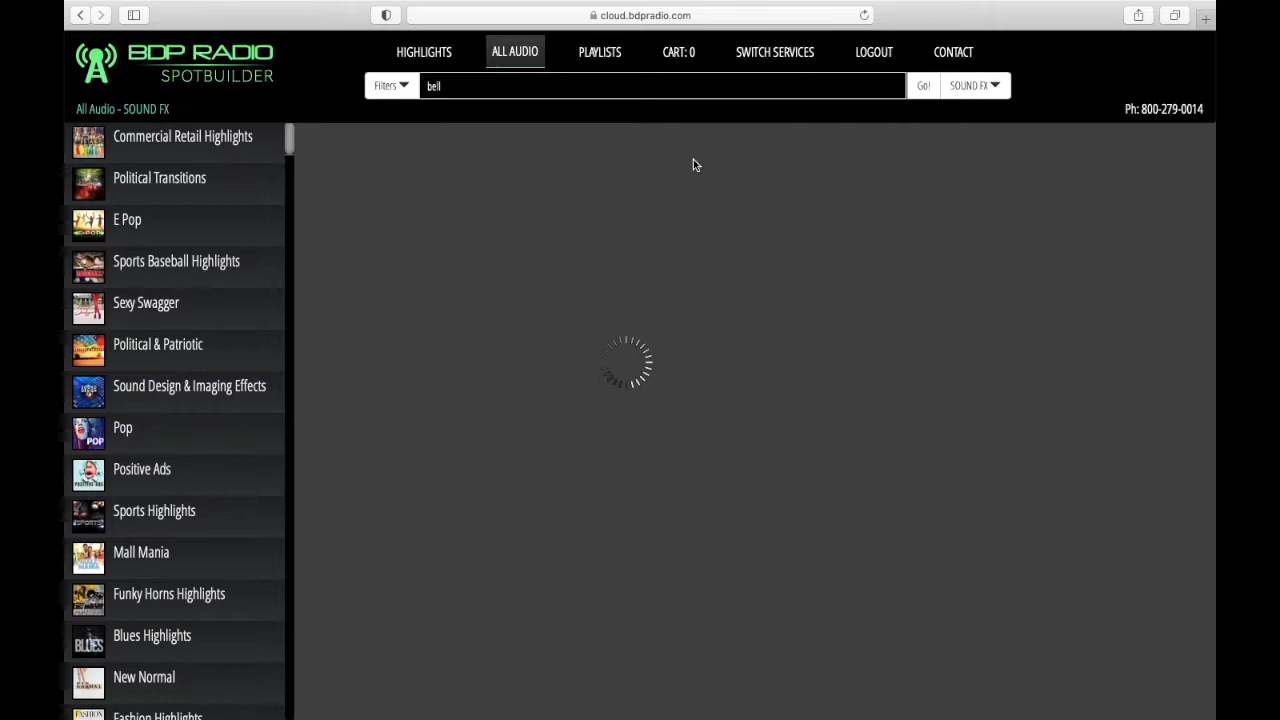 cloud.bdpradio.com
BDP RADIO
SPOTBUILDER
HIGHLIGHTS
ALL AUDIO
PLAYLISTS
CART: 0
SWITCH SERVICES
LOGOUT
CONTACT
Filters
bell
Go!
SOUND FX
All Audio - SOUND FX
Ph: 800-279-0014
Commercial Retail Highlights
Political Transitions
E Pop
Sports Baseball Highlights
Sexy Swagger
Political & Patriotic
Sound Design & Imaging Effects
Pop
POP
Positive Ads
Sports Highlights
Mall Mania
Funky Horns Highlights
Blues Highlights
BLUES
New Normal
Fashion Highlights
FASHION